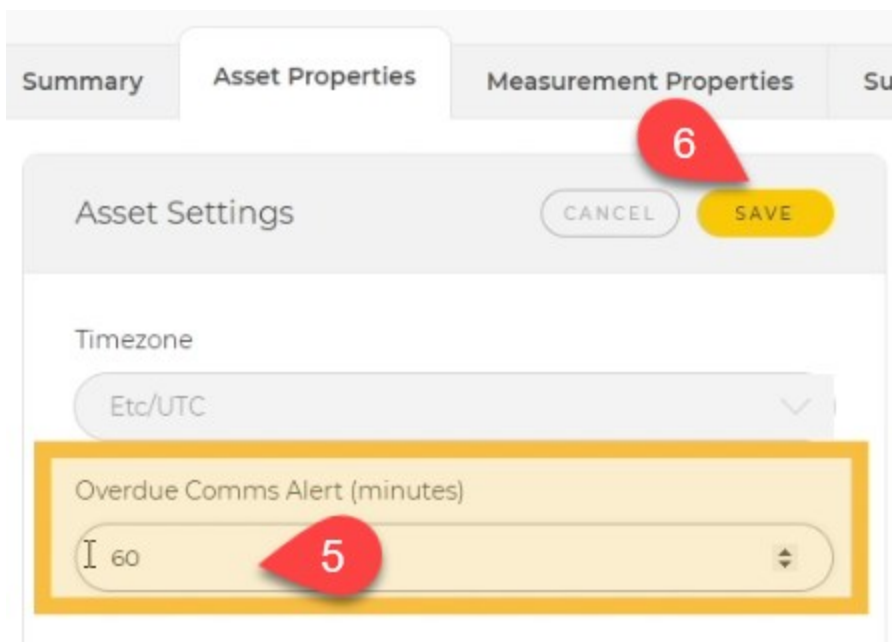 Summary Asset Properties Measurement Properties Su
6
Asset Settings CANCEL SAVE
Timezone
Etc/UTC
Overdue Comms Alert (minutes)
60 5